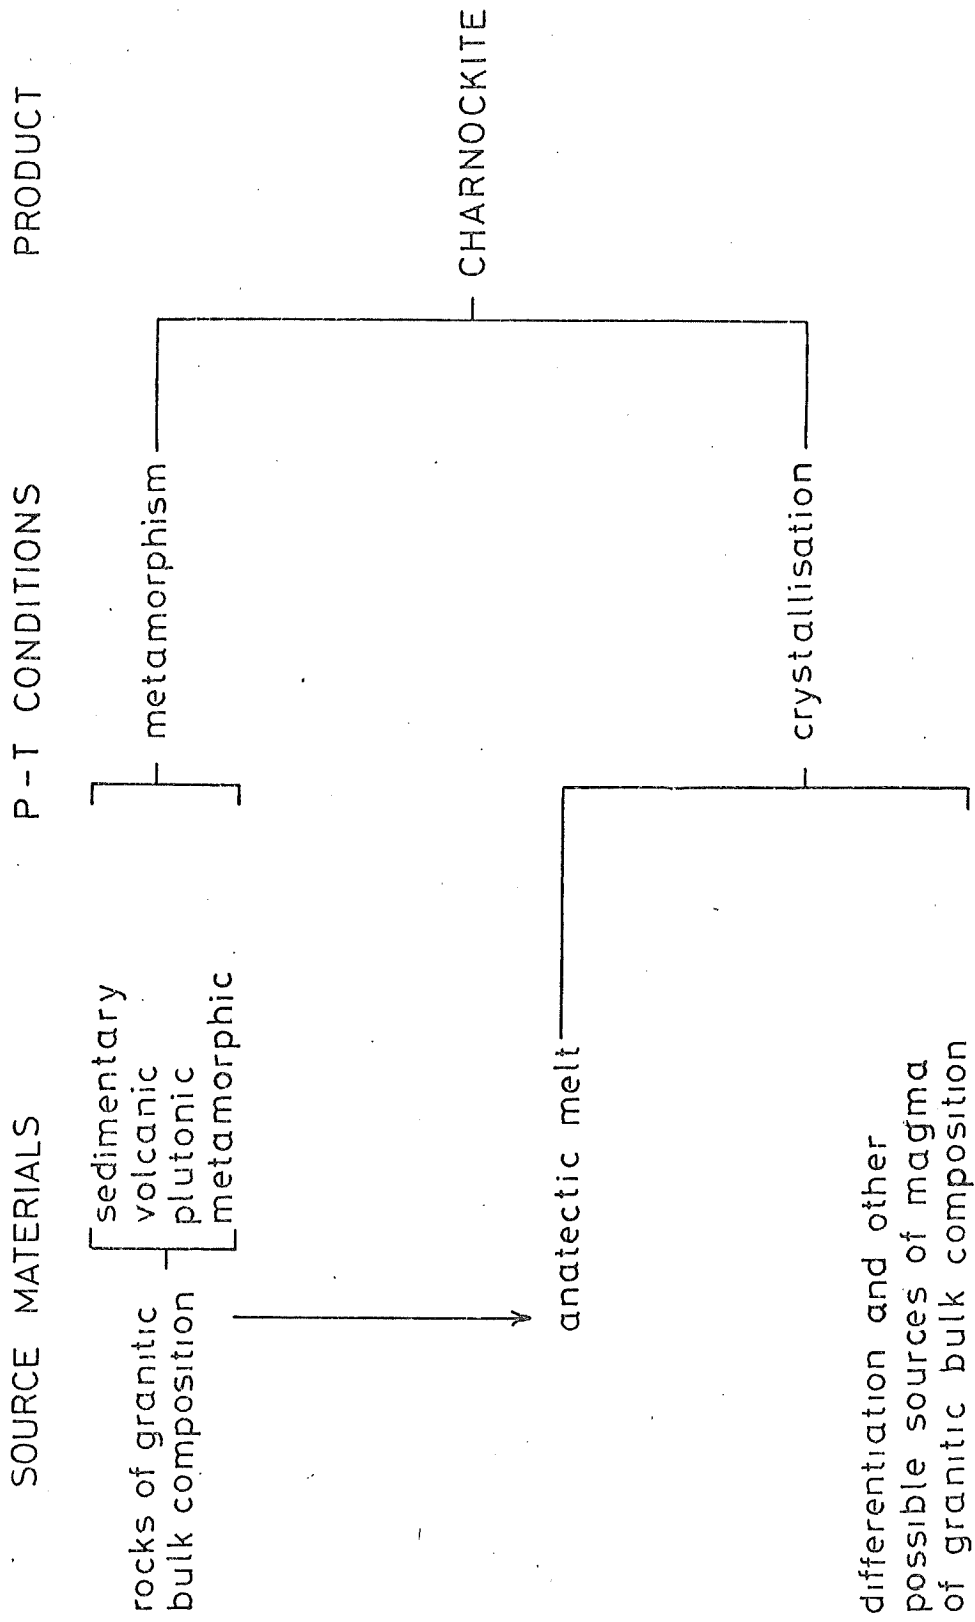 SOURCE MATERIALS
P-T CONDITIONS
PRODUCT
rocks of granitic
bulk composition
sedimentary
volcanic
plutonic
metamorphic
metamorphism
CHARNOCKITE
anatectic melt
crystallisation
differentiation and other
possible sources of magma
of granitic bulk composition